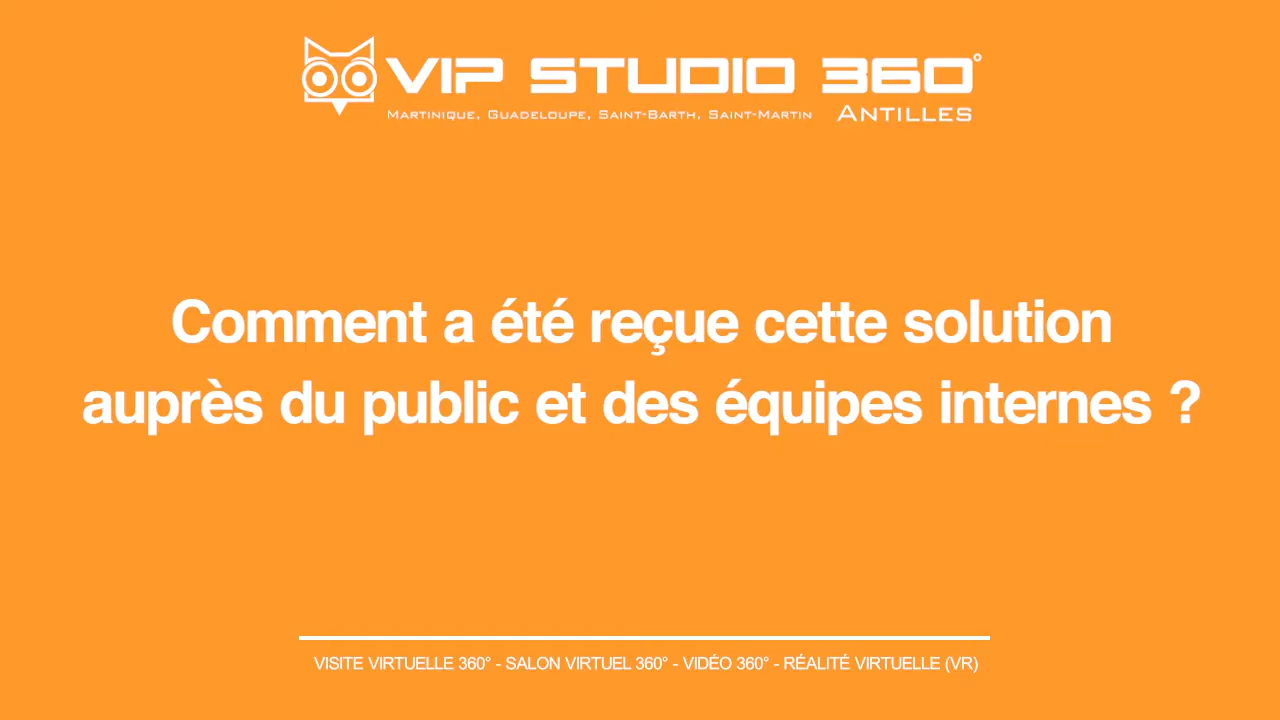 VIP STUDIO 360°
Martinique, Guadeloupe, Saint-Barth, Saint-Martin Antilles
Comment a été reçue cette solution
auprès du public et des équipes internes ?
VISITE VIRTUELLE 360° - SALON VIRTUEL 360° - VIDÉO 360° - RÉALITÉ VIRTUELLE (VR)